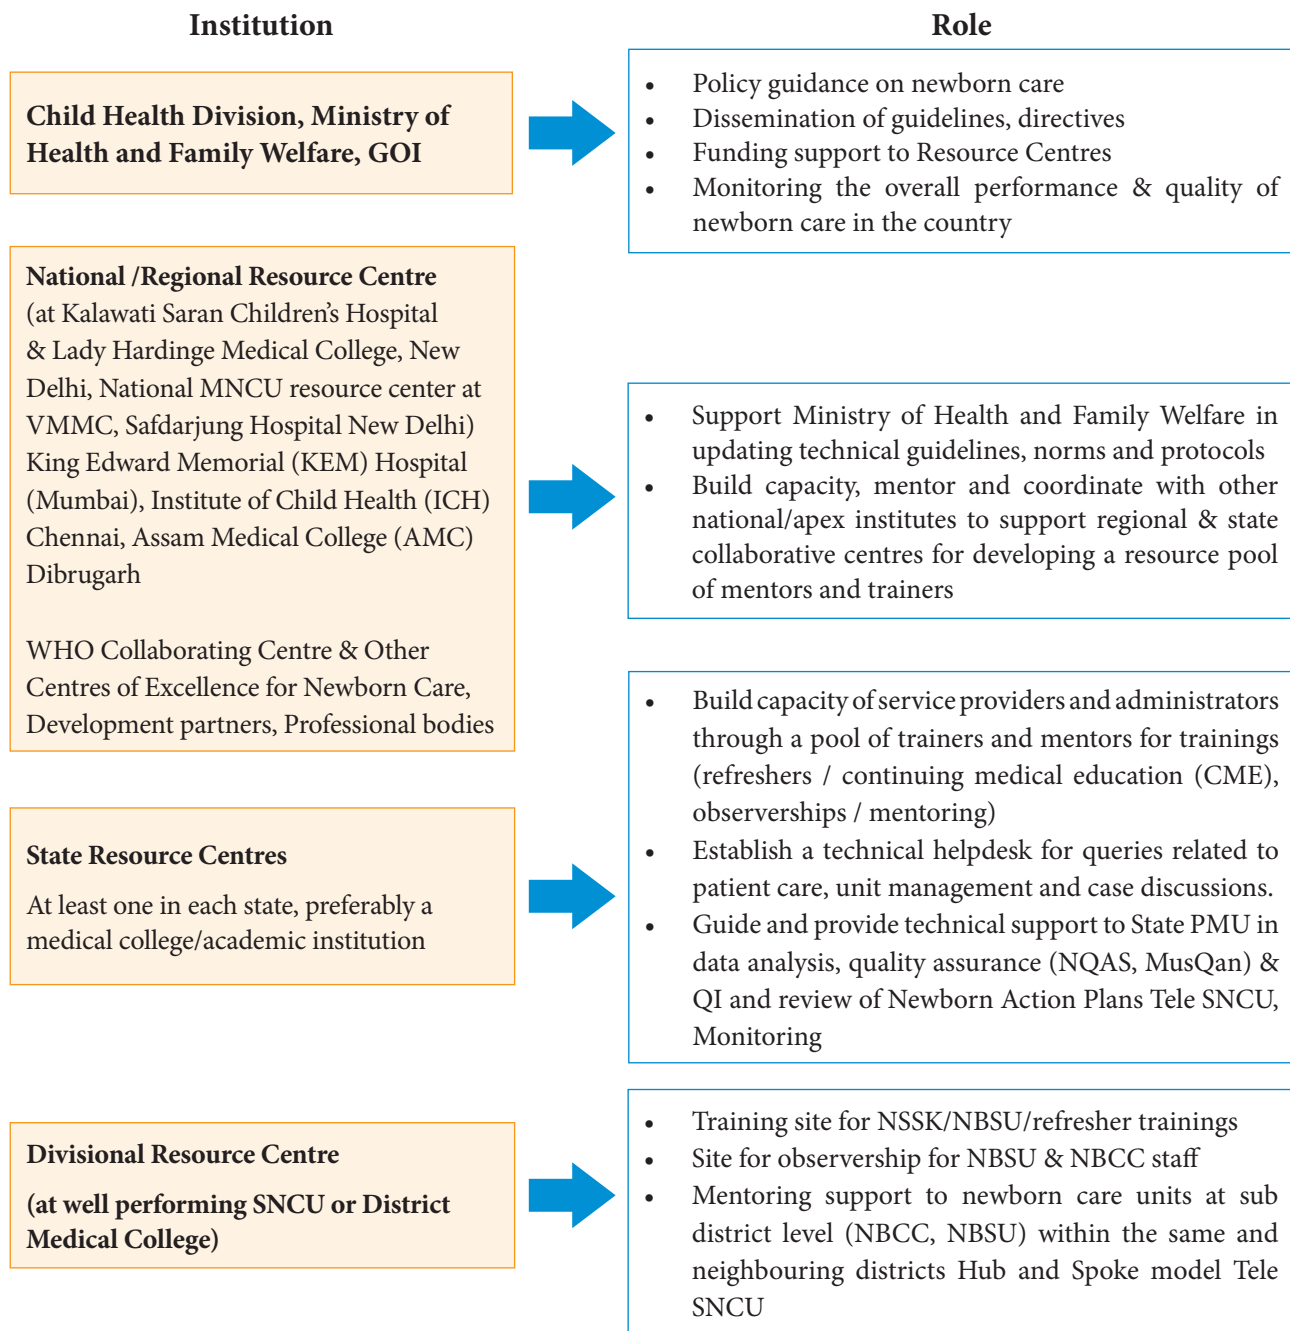 Institution
Role
Child Health Division, Ministry of
Health and Family Welfare, GOI
• Policy guidance on newborn care
• Dissemination of guidelines, directives
• Funding support to Resource Centres
• Monitoring the overall performance & quality of
newborn care in the country
National /Regional Resource Centre
(at Kalawati Saran Children's Hospital
& Lady Hardinge Medical College, New
Delhi, National MNCU resource center at
VMMC, Safdarjung Hospital New Delhi)
King Edward Memorial (KEM) Hospital
(Mumbai), Institute of Child Health (ICH)
Chennai, Assam Medical College (AMC)
Dibrugarh
WHO Collaborating Centre & Other
Centres of Excellence for Newborn Care,
Development partners, Professional bodies
• Support Ministry of Health and Family Welfare in
updating technical guidelines, norms and protocols
• Build capacity, mentor and coordinate with other
national/apex institutes to support regional & state
collaborative centres for developing a resource pool
of mentors and trainers
State Resource Centres
At least one in each state, preferably a
medical college/academic institution
• Build capacity of service providers and administrators
through a pool of trainers and mentors for trainings
(refreshers / continuing medical education (CME),
observerships / mentoring)
• Establish a technical helpdesk for queries related to
patient care, unit management and case discussions.
• Guide and provide technical support to State PMU in
data analysis, quality assurance (NQAS, MusQan) &
QI and review of Newborn Action Plans Tele SNCU,
Monitoring
Divisional Resource Centre
(at well performing SNCU or District
Medical College)
• Training site for NSSK/NBSU/refresher trainings
• Site for observership for NBSU & NBCC staff
• Mentoring support to newborn care units at sub
district level (NBCC, NBSU) within the same and
neighbouring districts Hub and Spoke model Tele
SNCU